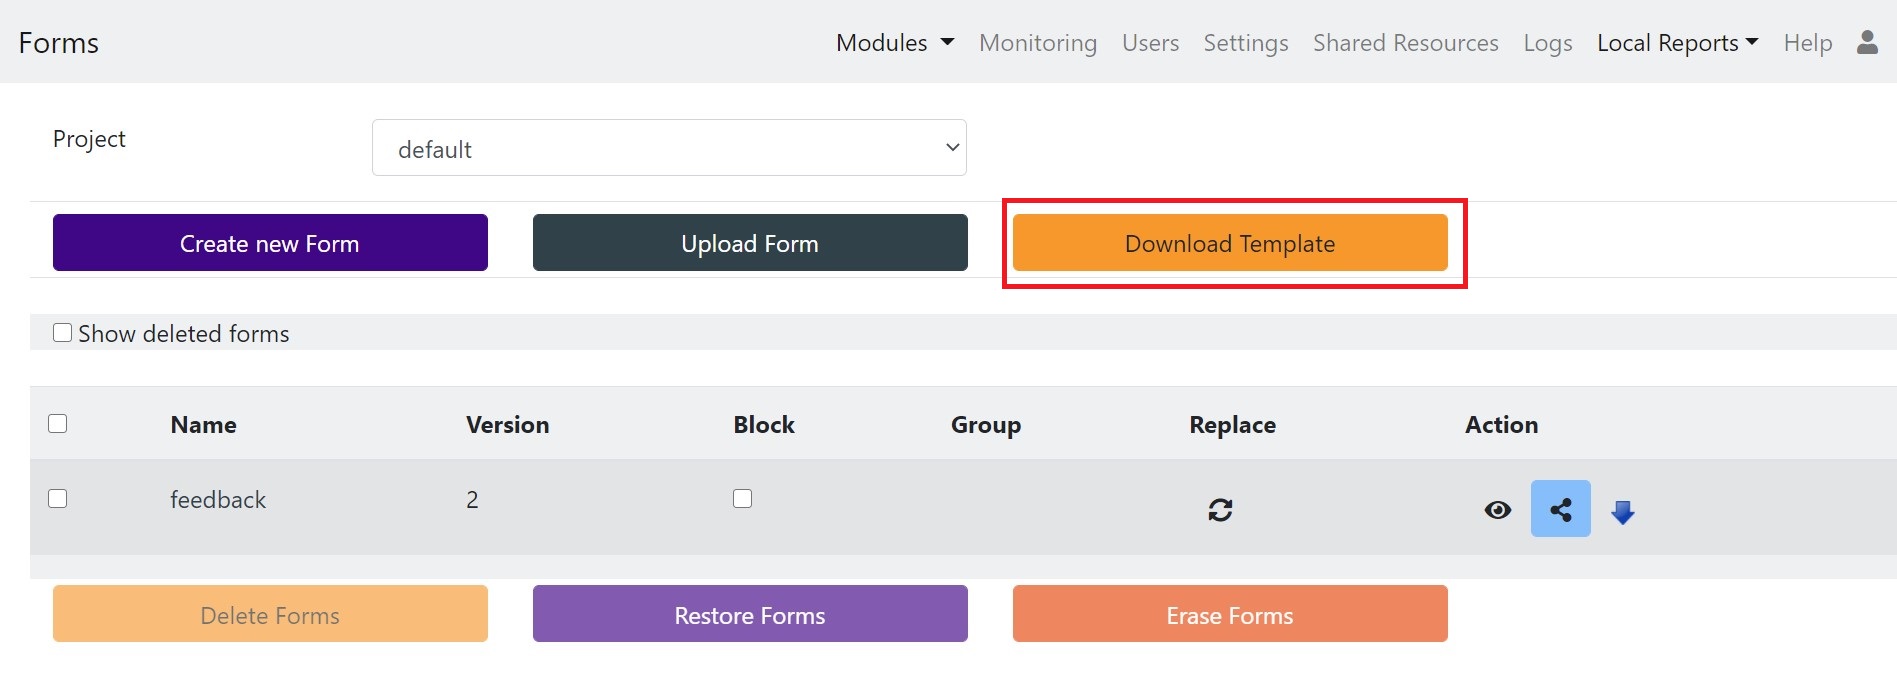 Forms Modules Monitoring Users Settings Shared Resources Logs Local Reports Help
Project default
Create new Form Upload Form Download Template
Show deleted forms
Name Version Block Group Replace Action
feedback 2
Delete Forms Restore Forms Erase Forms